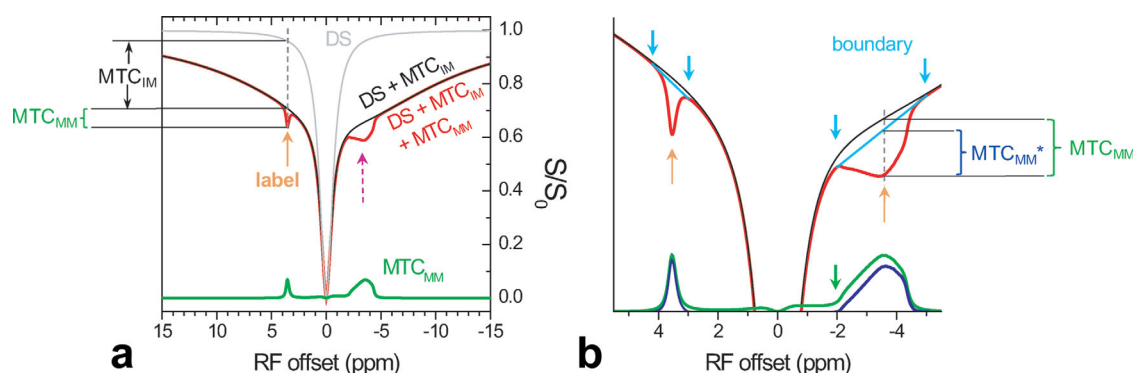 DS
MTC_IM
MTC_MM
DS + MTC_IM
DS + MTC_IM
+ MTC_MM
label
MTC_MM
1.0
0.8
0.6
0.4
0.2
0.0
S/S_0
15 10 5 0 -5 -10 -15
RF offset (ppm)
a
boundary
MTC_MM*
MTC_MM
4 2 0 -2 -4
RF offset (ppm)
b